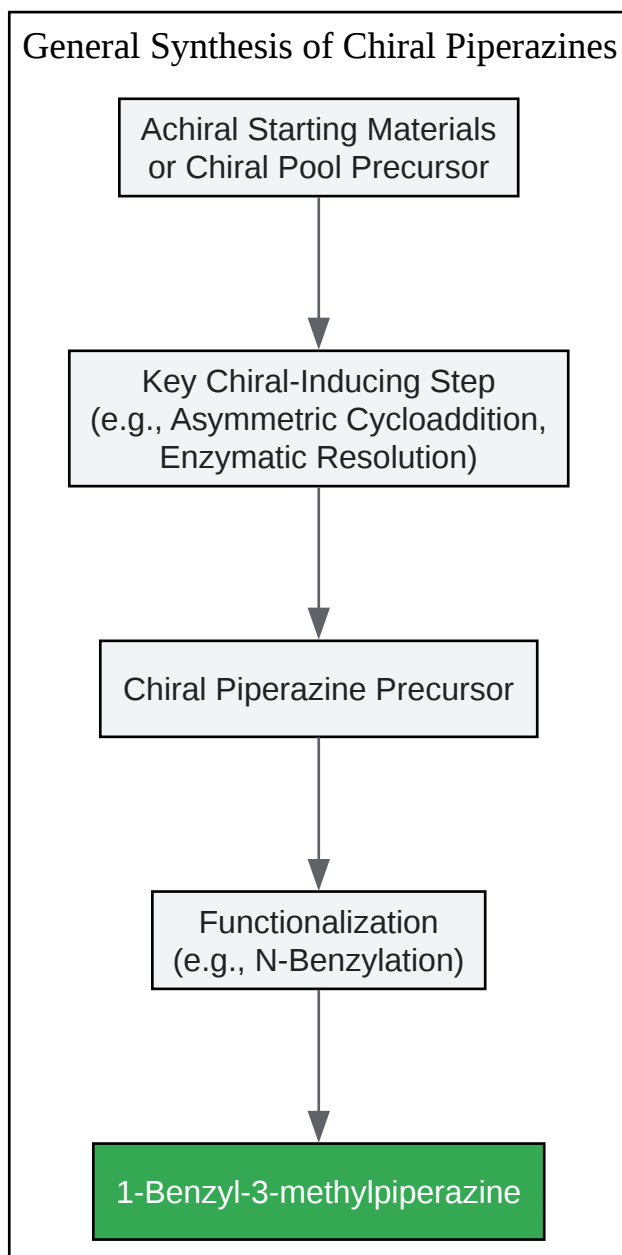 General Synthesis of Chiral Piperazines
Achiral Starting Materials
or Chiral Pool Precursor
Key Chiral-Inducing Step
(e.g., Asymmetric Cycloaddition,
Enzymatic Resolution)
Chiral Piperazine Precursor
Functionalization
(e.g., N-Benzylation)
1-Benzyl-3-methylpiperazine